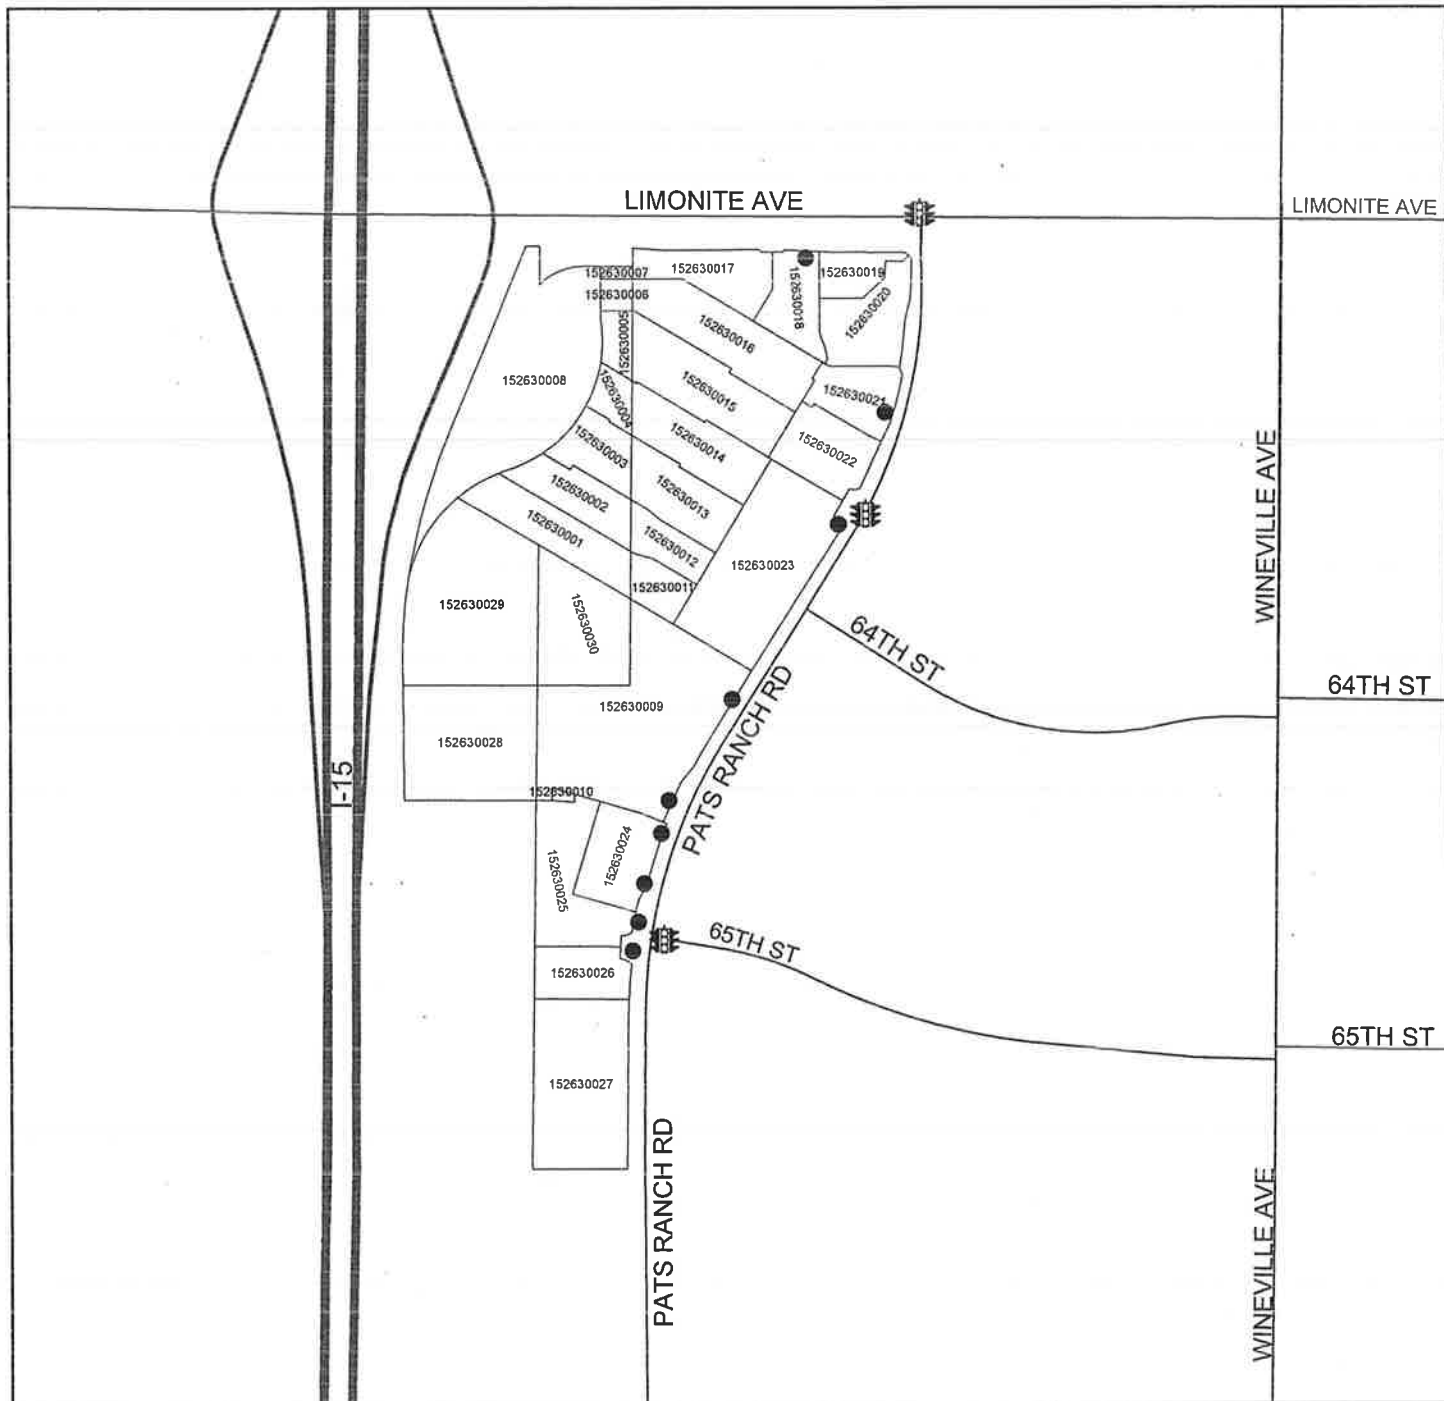 LIMONITE AVE
LIMONITE AVE
152630007
152630017
152630018
152630019
152630020
152630006
152630005
152630016
152630008
152630004
152630015
152630021
152630014
152630022
152630003
152630002
152630013
152630001
152630012
152630011
152630023
152630029
152630030
WINEVILLE AVE
64TH ST
64TH ST
152630009
152630028
PATS RANCH RD
I-15
152630010
152630024
152630025
65TH ST
152630026
65TH ST
152630027
PATS RANCH RD
WINEVILLE AVE